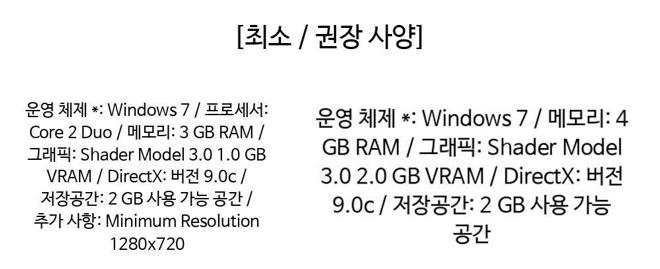 [최소 / 권장 사양]
운영 체제 *: Windows 7 / 프로세서:
Core 2 Duo / 메모리: 3 GB RAM /
그래픽: Shader Model 3.0 1.0 GB
VRAM / DirectX: 버전 9.0c /
저장공간: 2 GB 사용 가능 공간 /
추가 사항: Minimum Resolution
1280x720
운영 체제 *: Windows 7 / 메모리: 4
GB RAM / 그래픽: Shader Model
3.0 2.0 GB VRAM / DirectX: 버전
9.0c / 저장공간: 2 GB 사용 가능
공간